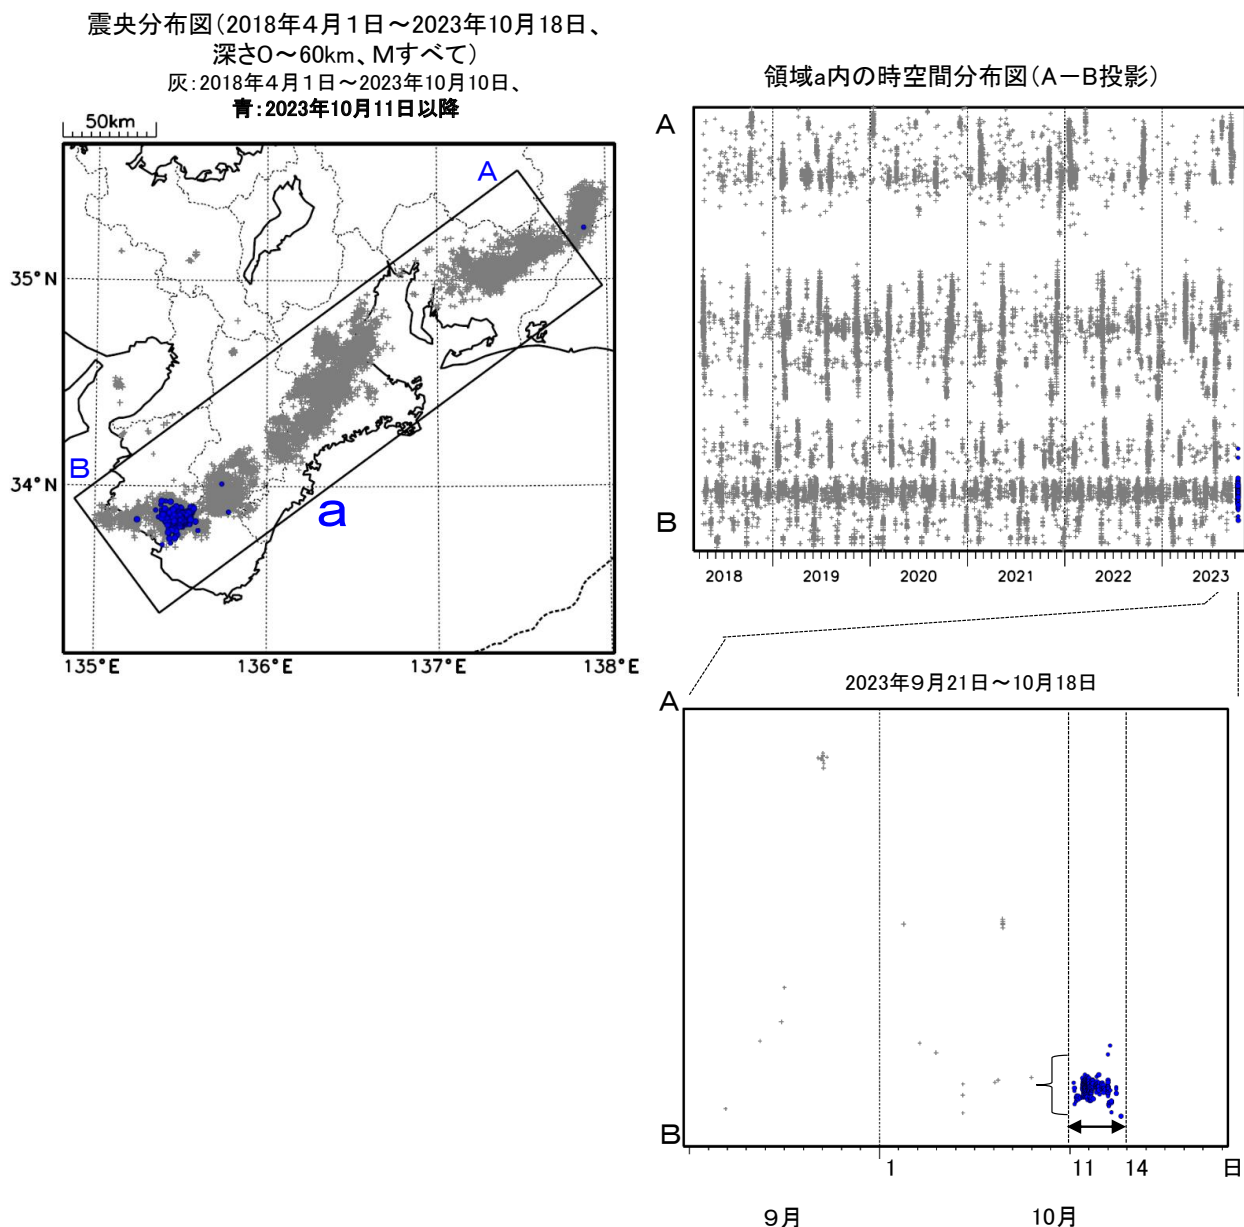 震央分布図(2018年4月1日~2023年10月18日、
深さ0~60km、Mすべて)
灰:2018年4月1日~2023年10月10日、
青:2023年10月11日以降
50km
A
35°N
34°N
B
a
135°E
136°E
137°E
138°E
領域a内の時空間分布図(A-B投影)
A
B
2018
2019
2020
2021
2022
2023
2023年9月21日~10月18日
A
B
1
11
14
日
9月
10月